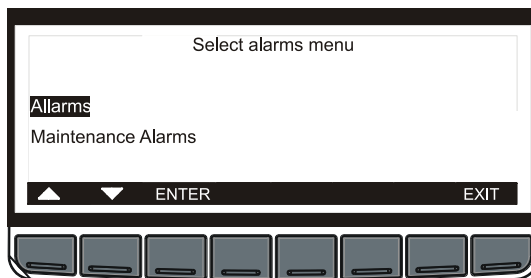 Select alarms menu
Allarms
Maintenance Alarms
ENTER EXIT